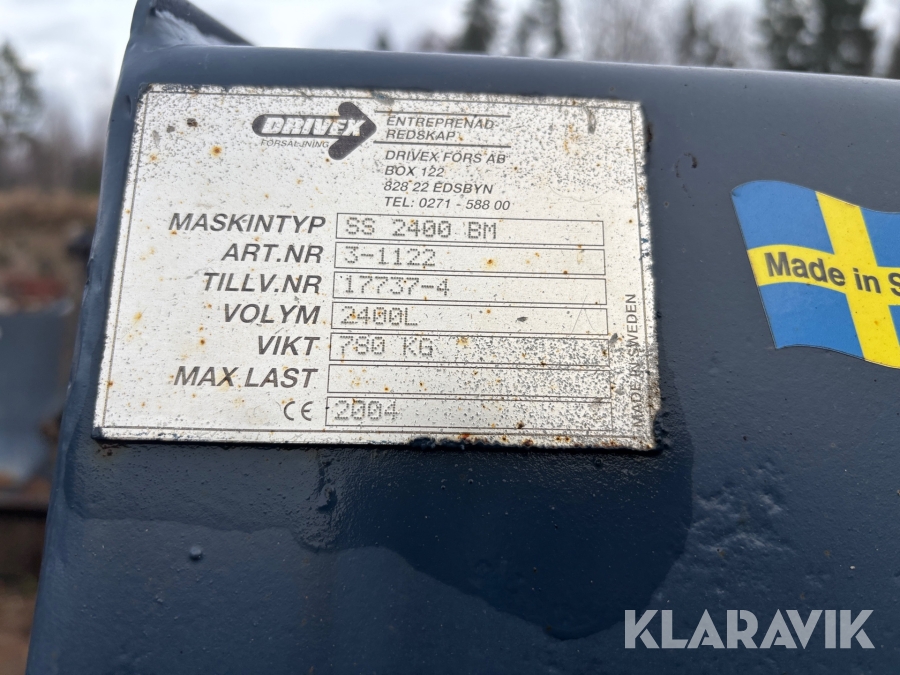 DRIVEX
FÖRSÄLJNING
ENTREPRENAD
REDSKAP
DRIVEX FÖRS AB
BOX 122
828 22 EDSBYN
TEL: 0271 - 588 00
MASKINTYP SS 2400 BM
ART.NR 3-1122
TILLV.NR 17737-4
VOLYM 2400L
VIKT 780 KG
MAX LAST
CE 2004
MADE IN SWEDEN
Made in S
KLARAVIK